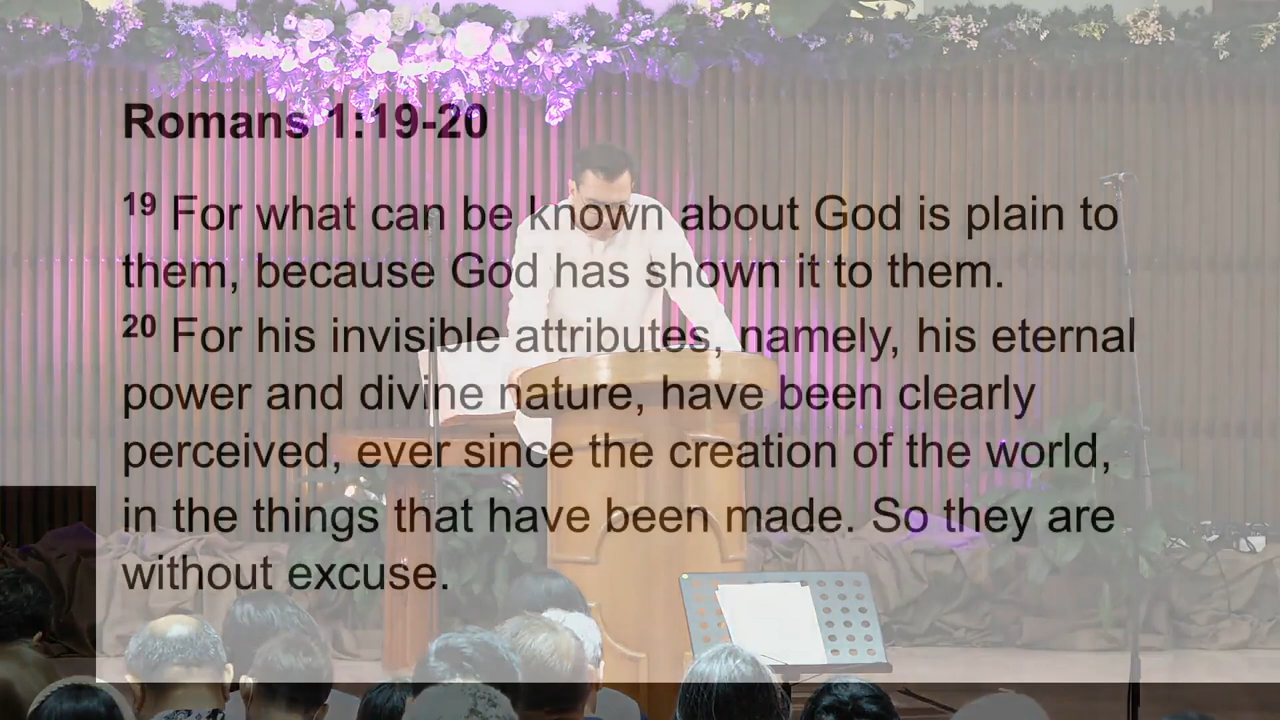 Romans 1:19-20
19 For what can be known about God is plain to
them, because God has shown it to them.
20 For his invisible attributes, namely, his eternal
power and divine nature, have been clearly
perceived, ever since the creation of the world,
in the things that have been made. So they are
without excuse.